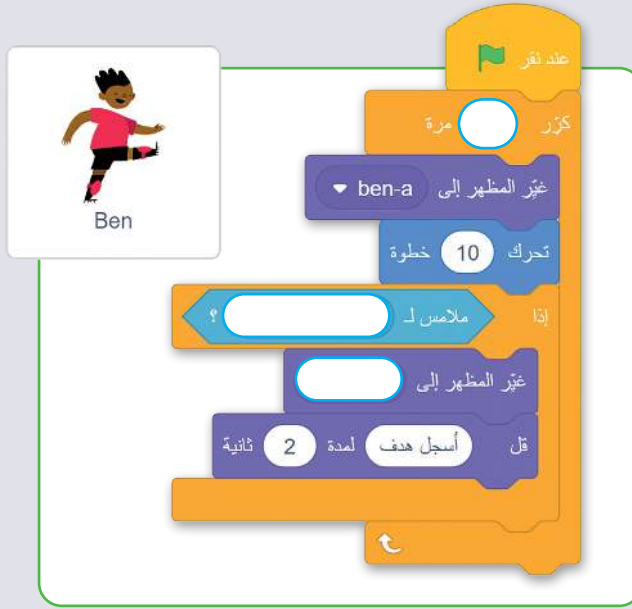 عند نقر
كرّر مرة
غيّر المظهر إلى ben-a
تحرك 10 خطوة
إذا ملامس لـ ؟
غيّر المظهر إلى
قل أسجل هدف لمدة 2 ثانية
Ben